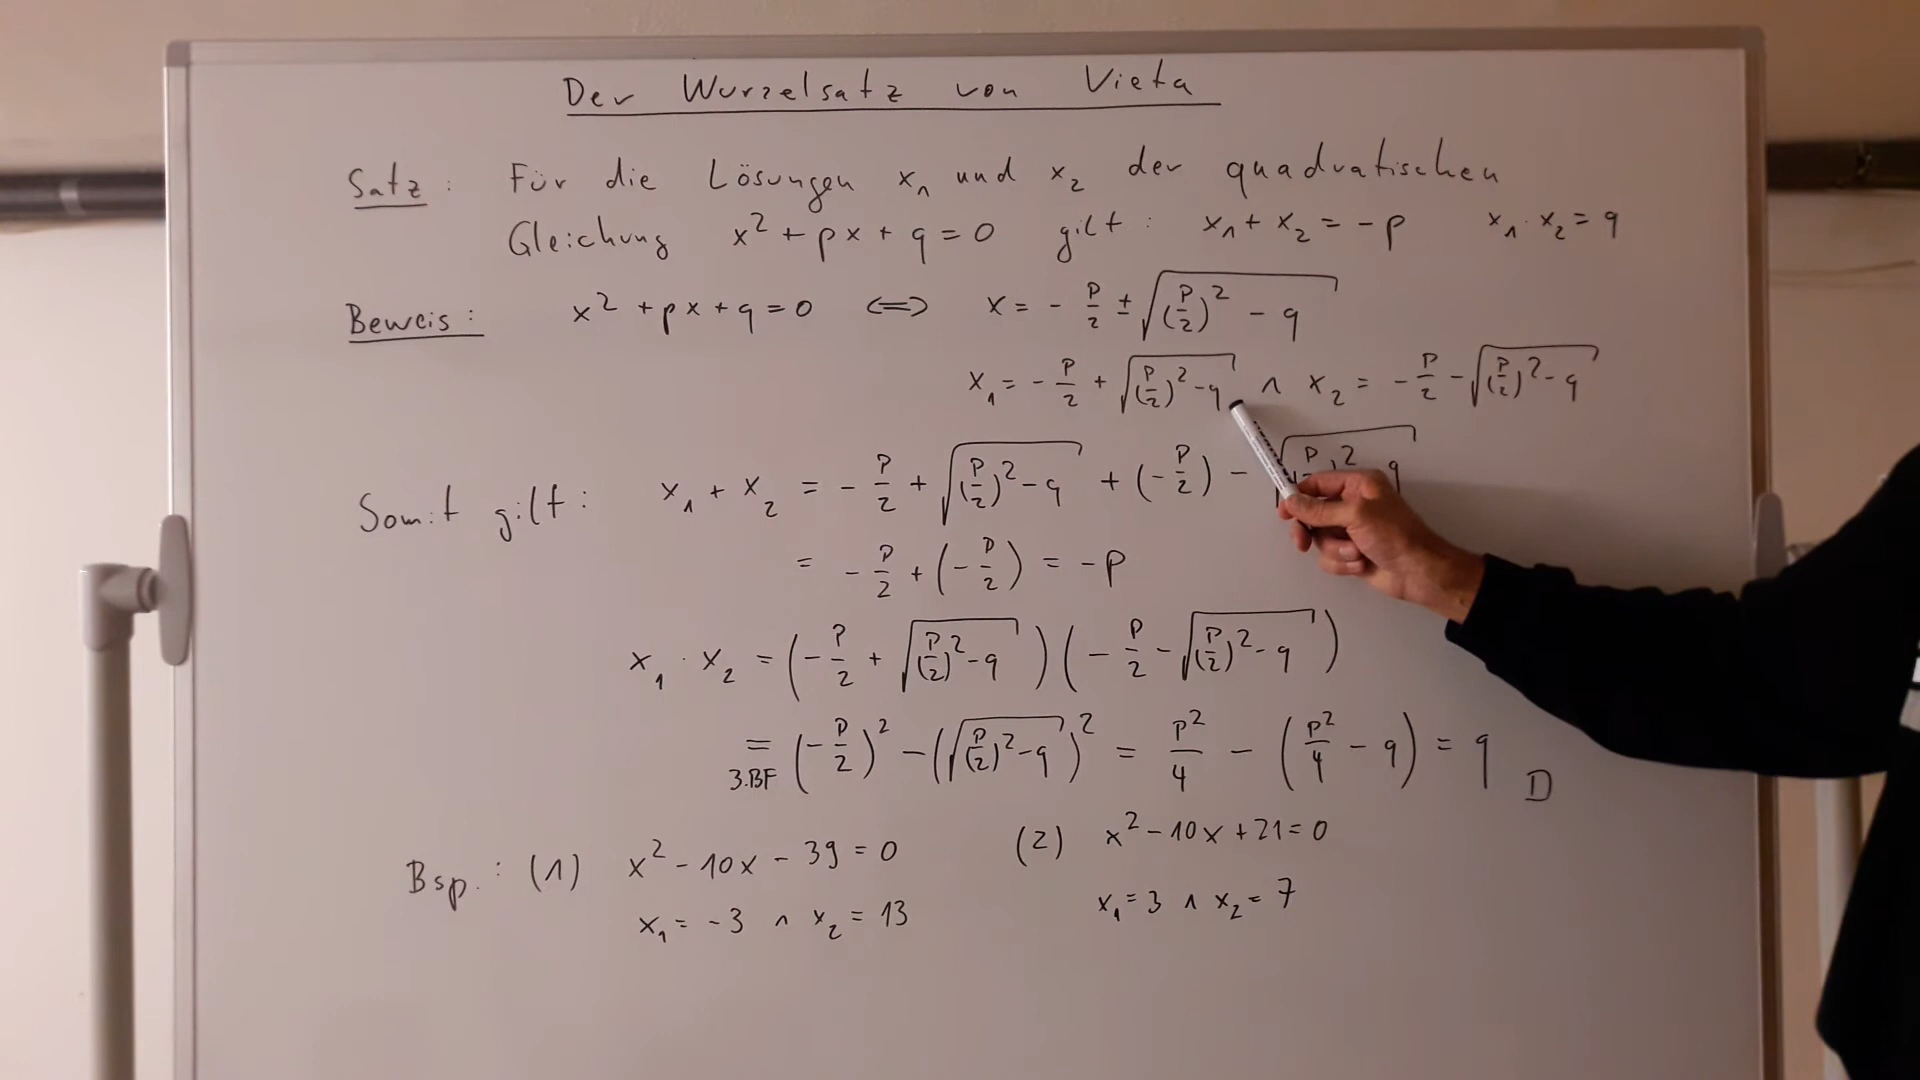 Der Wurzelsatz von Vieta
Satz: Für die Lösungen x₁ und x₂ der quadratischen
Gleichung x² + px + q = 0 gilt: x₁ + x₂ = -p x₁ · x₂ = q
Beweis: x² + px + q = 0 <=> x = - p/2 ± √((p/2)² - q)
x₁ = - p/2 + √((p/2)² - q) ∧ x₂ = - p/2 - √((p/2)² - q)
Somit gilt: x₁ + x₂ = - p/2 + √((p/2)² - q) + (- p/2) - √((p/2)² - q)
= - p/2 + (- p/2) = -p
x₁ · x₂ = (- p/2 + √((p/2)² - q)) (- p/2 - √((p/2)² - q))
= 3.BF (- p/2)² - (√((p/2)² - q))² = p²/4 - (p²/4 - q) = q D
Bsp.: (1) x² - 10x - 39 = 0 (2) x² - 10x + 21 = 0
x₁ = -3 ∧ x₂ = 13 x₁ = 3 ∧ x₂ = 7